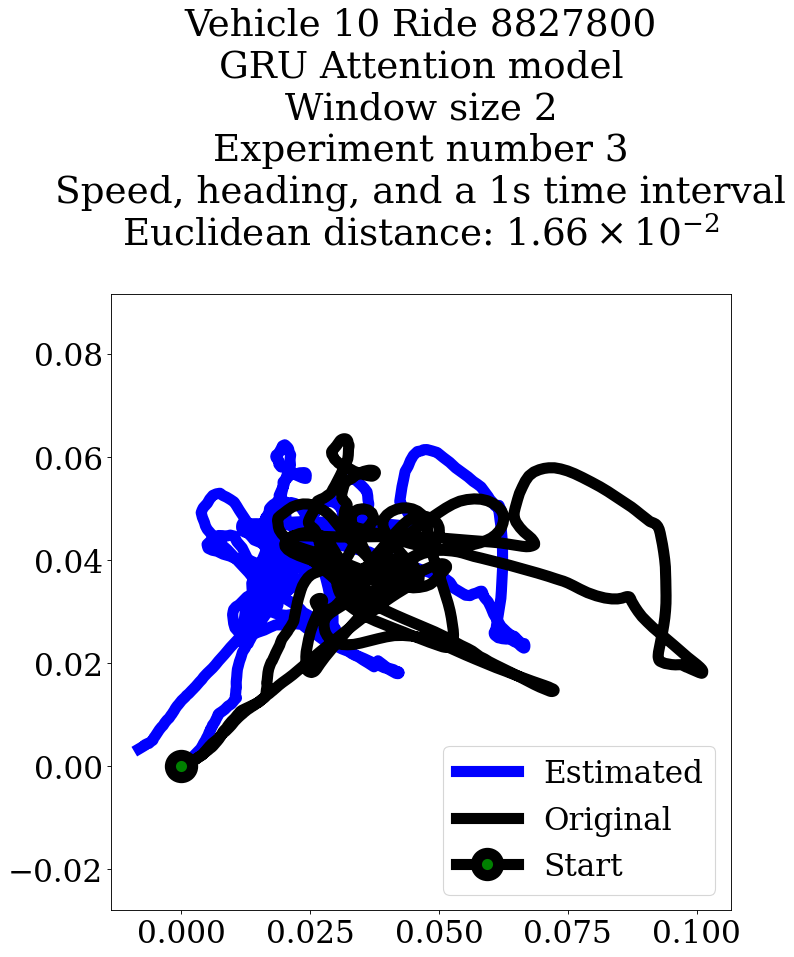 Vehicle 10 Ride 8827800
GRU Attention model
Window size 2
Experiment number 3
Speed, heading, and a 1s time interval
Euclidean distance: 1.66 × 10⁻²
0.08
0.06
0.04
0.02
0.00
−0.02
0.000 0.025 0.050 0.075 0.100
Estimated
Original
Start